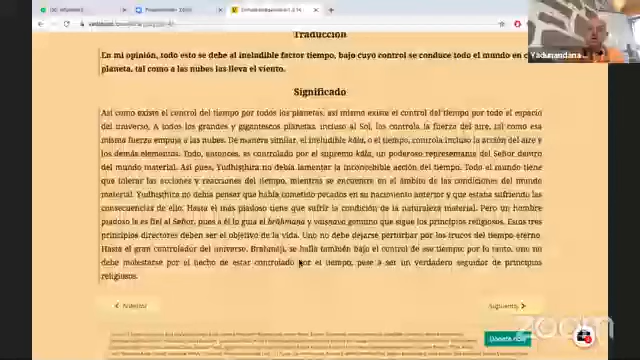 Yadunandana
Traducción
En mi opinión, todo esto se debe al ineludible factor tiempo, bajo cuyo control se conduce todo el mundo en
planeta, tal como a las nubes las lleva el viento.
Significado
Así como existe el control del tiempo por todos los planetas, así mismo existe el control del tiempo por todo el espacio
del universo. A todos los grandes y gigantescos planetas, incluso al Sol, los controla la fuerza del aire, tal como esa
misma fuerza empuja a las nubes. De manera similar, el ineludible kāla, o el tiempo, controla incluso la acción del aire y
los demás elementos. Todo, entonces, es controlado por el supremo kāla, un poderoso representante del Señor dentro
del mundo material. Así pues, Yudhiṣṭhira no debía lamentar la inconcebible acción del tiempo. Todo el mundo tiene
que tolerar las acciones y reacciones del tiempo, mientras se encuentre en el ámbito de las condiciones del mundo
material. Yudhiṣṭhira no debía pensar que había cometido pecados en su nacimiento anterior y que estaba sufriendo las
consecuencias de ello. Hasta el más piadoso tiene que sufrir la condición de la naturaleza material. Pero un hombre
piadoso le es fiel al Señor, pues a él lo guía el brāhmaṇa y vaiṣṇava genuino que sigue los principios religiosos. Estos tres
principios directores deben ser el objetivo de la vida. Uno no debe dejarse perturbar por los trucos del tiempo eterno.
Hasta el gran controlador del universo, Brahmāji, se halla también bajo el control de ese tiempo; por lo tanto, uno no
debe molestarse por el hecho de estar controlado por el tiempo, pese a ser un verdadero seguidor de principios
religiosos.
Anterior
Siguiente
Donate now
zoom